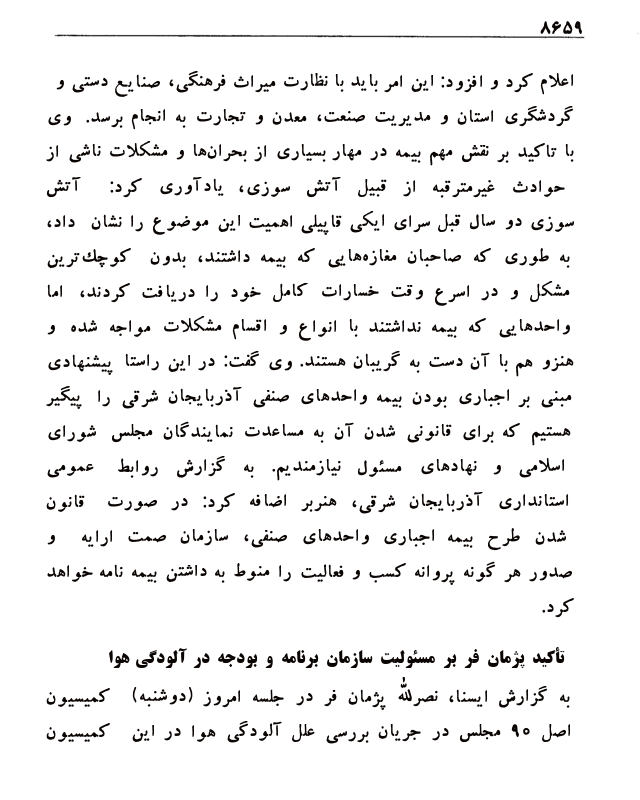 ۸۶۵۹
اعلام کرد و افزود: این امر باید با نظارت میراث فرهنگی، صنایع دستی و
گردشگری استان و مدیریت صنعت، معدن و تجارت به انجام برسد. وی
با تاکید بر نقش مهم بیمه در مهار بسیاری از بحران‌ها و مشکلات ناشی از
حوادث غیرمترقبه از قبیل آتش سوزی، یادآوری کرد: آتش
سوزی دو سال قبل سرای ایکی قاپیلی اهمیت این موضوع را نشان داد،
به طوری که صاحبان مغازه‌هایی که بیمه داشتند، بدون کوچک‌ترین
مشکل و در اسرع وقت خسارات کامل خود را دریافت کردند، اما
واحدهایی که بیمه نداشتند با انواع و اقسام مشکلات مواجه شده و
هنزو هم با آن دست به گریبان هستند. وی گفت: در این راستا پیشنهادی
مبنی بر اجباری بودن بیمه واحدهای صنفی آذربایجان شرقی را پیگیر
هستیم که برای قانونی شدن آن به مساعدت نمایندگان مجلس شورای
اسلامی و نهادهای مسئول نیازمندیم. به گزارش روابط عمومی
استانداری آذربایجان شرقی، هنربر اضافه کرد: در صورت قانون
شدن طرح بیمه اجباری واحدهای صنفی، سازمان صمت ارایه و
صدور هر گونه پروانه کسب و فعالیت را منوط به داشتن بیمه نامه خواهد
کرد.
تأکید پژمان فر بر مسئولیت سازمان برنامه و بودجه در آلودگی هوا
به گزارش ایسنا، نصرالله پژمان فر در جلسه امروز (دوشنبه) کمیسیون
اصل ۹۰ مجلس در جریان بررسی علل آلودگی هوا در این کمیسیون